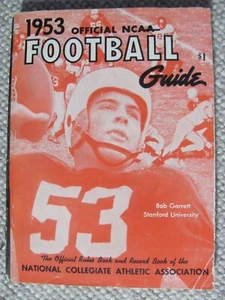 1953 OFFICIAL NCAA
FOOTBALL
$1
Guide
Bob Garrett
Stanford University
53
The Official Rules Book and Record Book of the
NATIONAL COLLEGIATE ATHLETIC ASSOCIATION